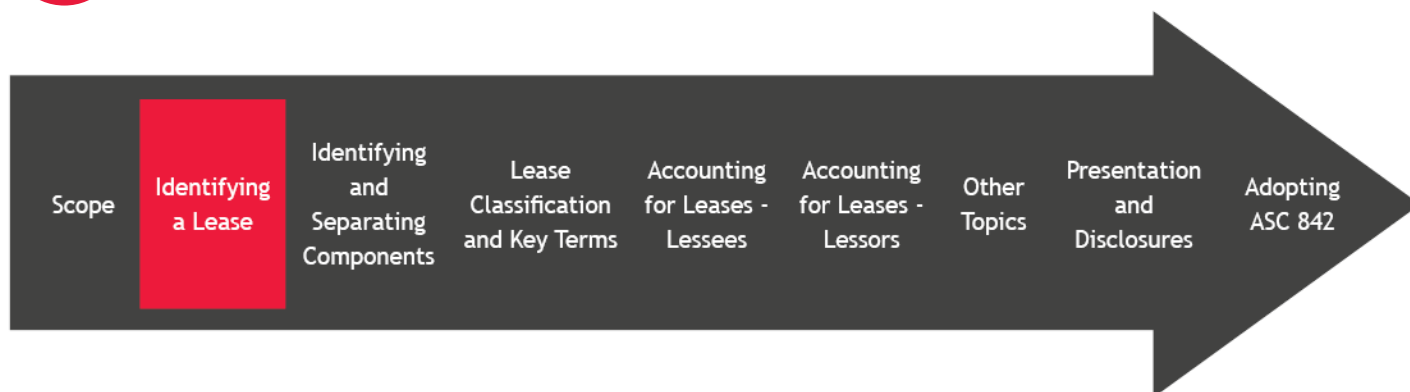 Scope
Identifying
a Lease
Identifying
and
Separating
Components
Lease
Classification
and Key Terms
Accounting
for Leases -
Lessees
Accounting
for Leases -
Lessors
Other
Topics
Presentation
and
Disclosures
Adopting
ASC 842